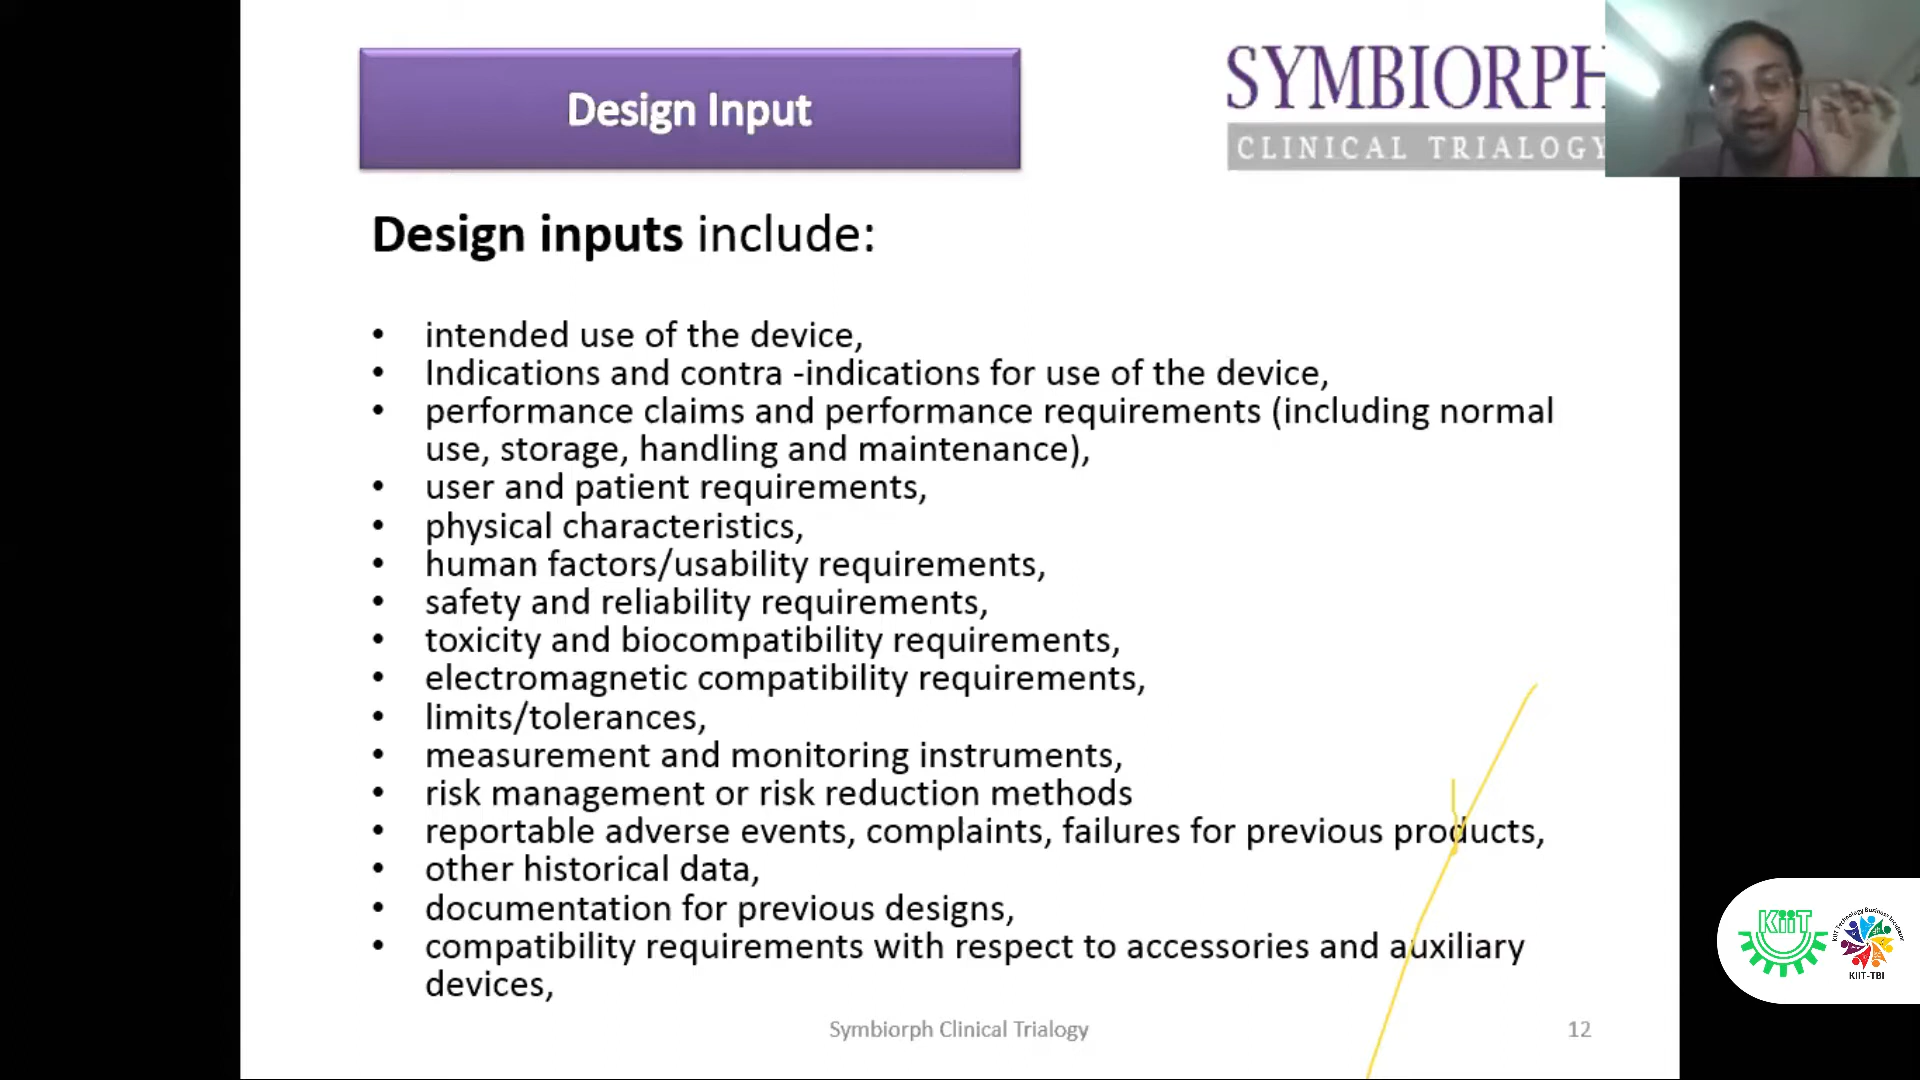 Design Input
SYMBIORPH
CLINICAL TRIALOGY
Design inputs include:
• intended use of the device,
• Indications and contra -indications for use of the device,
• performance claims and performance requirements (including normal
use, storage, handling and maintenance),
• user and patient requirements,
• physical characteristics,
• human factors/usability requirements,
• safety and reliability requirements,
• toxicity and biocompatibility requirements,
• electromagnetic compatibility requirements,
• limits/tolerances,
• measurement and monitoring instruments,
• risk management or risk reduction methods
• reportable adverse events, complaints, failures for previous products,
• other historical data,
• documentation for previous designs,
• compatibility requirements with respect to accessories and auxiliary
devices,
Symbiorph Clinical Trialogy
12
KiiT
KIIT Technology Business Incubator
KIIT-TBI